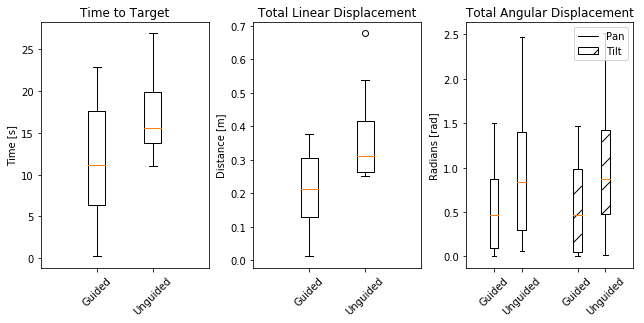 Time to Target
Time [s]
25
20
15
10
5
0
Guided
Unguided
Total Linear Displacement
Distance [m]
0.7
0.6
0.5
0.4
0.3
0.2
0.1
0.0
Guided
Unguided
Total Angular Displacement
Radians [rad]
2.5
2.0
1.5
1.0
0.5
0.0
Pan
Tilt
Guided
Unguided
Guided
Unguided